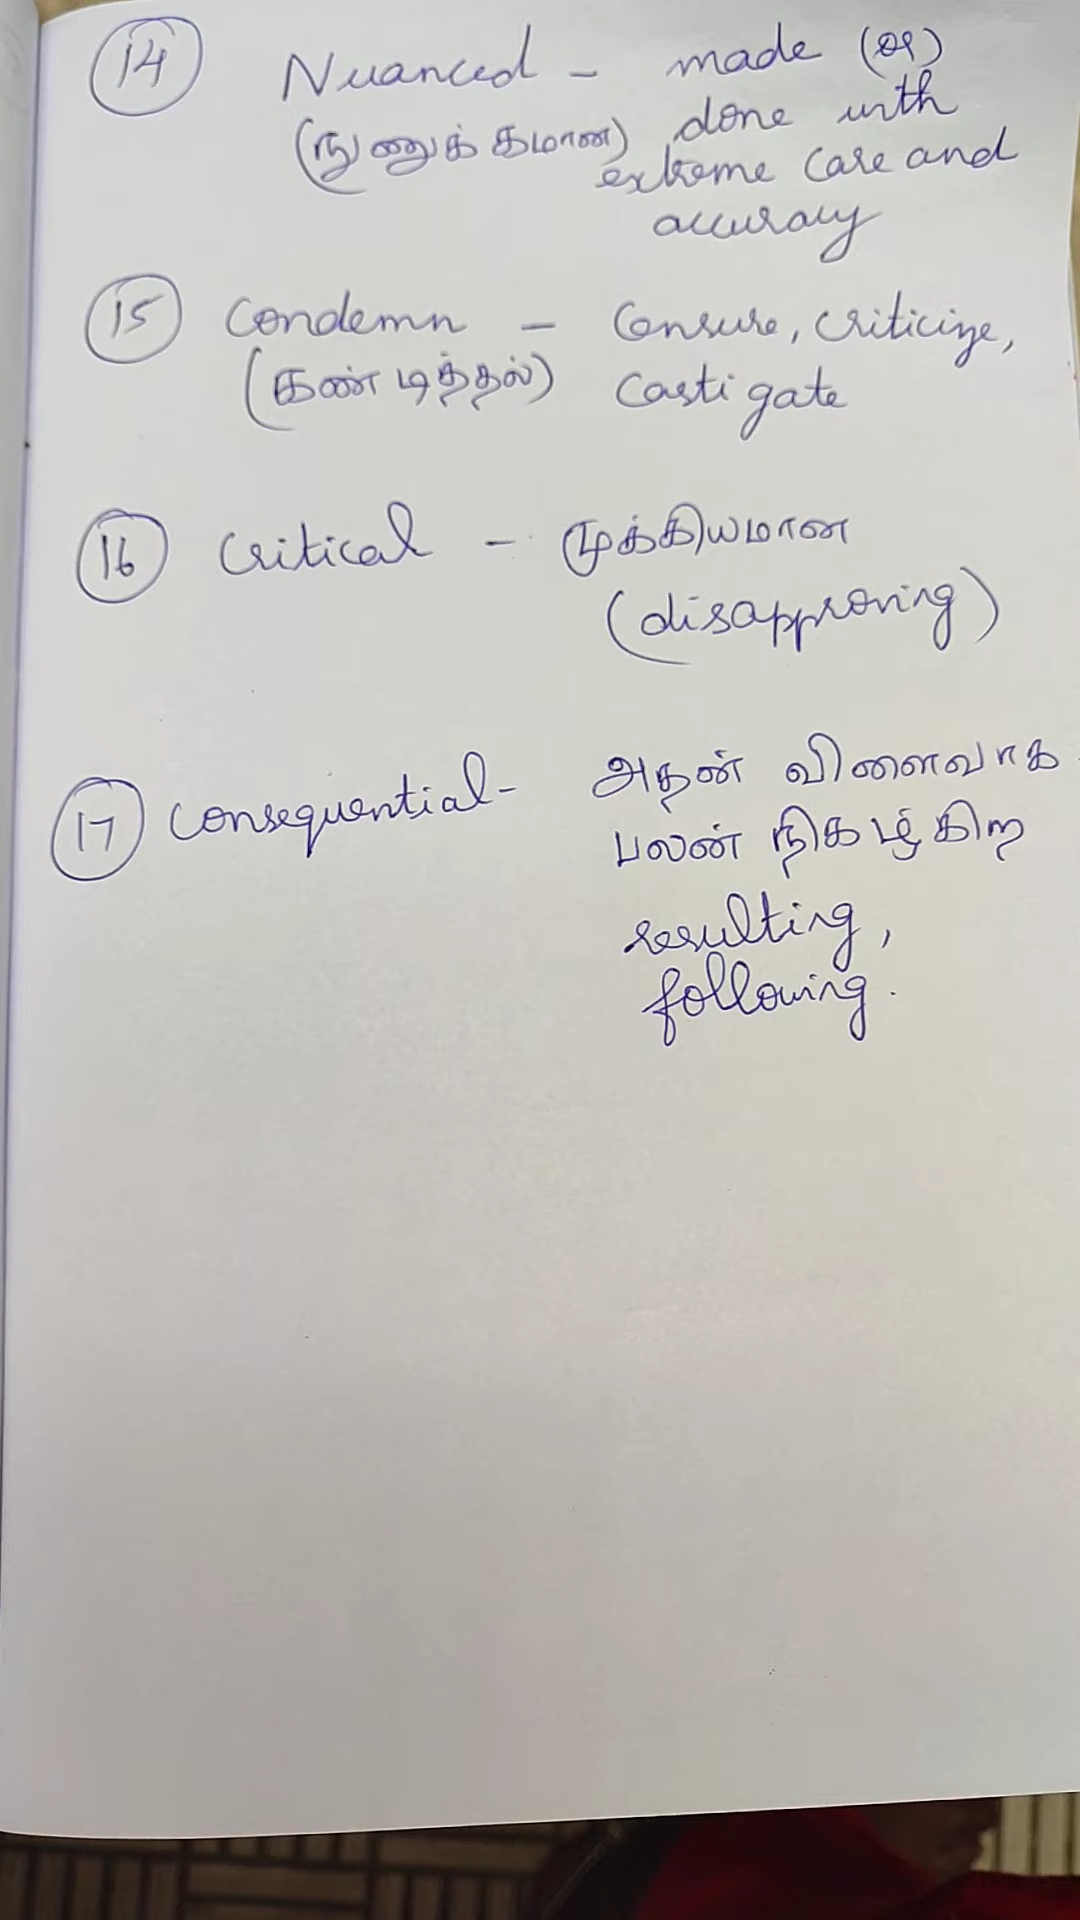 14 Nuanced - made (or)
(நுணுக்கமான) done with
extreme care and
accuracy
15 Condemn - Censure, criticize,
(கண்டித்தல்) Castigate
16 Critical - முக்கியமான
(disapproving)
17 Consequential - அதன் விளைவாக
பலன் நிகழ்கிற
resulting,
following.